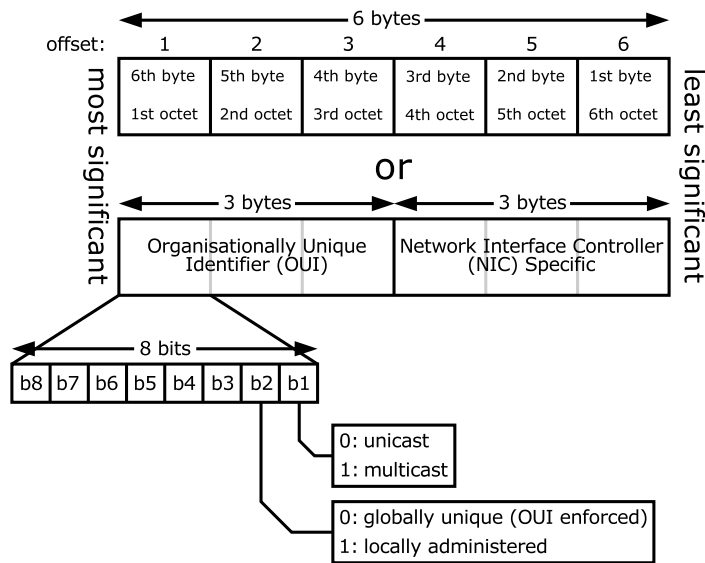 6 bytes
offset: 1 2 3 4 5 6
most significant
6th byte 5th byte 4th byte 3rd byte 2nd byte 1st byte
1st octet 2nd octet 3rd octet 4th octet 5th octet 6th octet
least significant
or
3 bytes 3 bytes
Organisationally Unique
Identifier (OUI)
Network Interface Controller
(NIC) Specific
8 bits
b8 b7 b6 b5 b4 b3 b2 b1
0: unicast
1: multicast
0: globally unique (OUI enforced)
1: locally administered